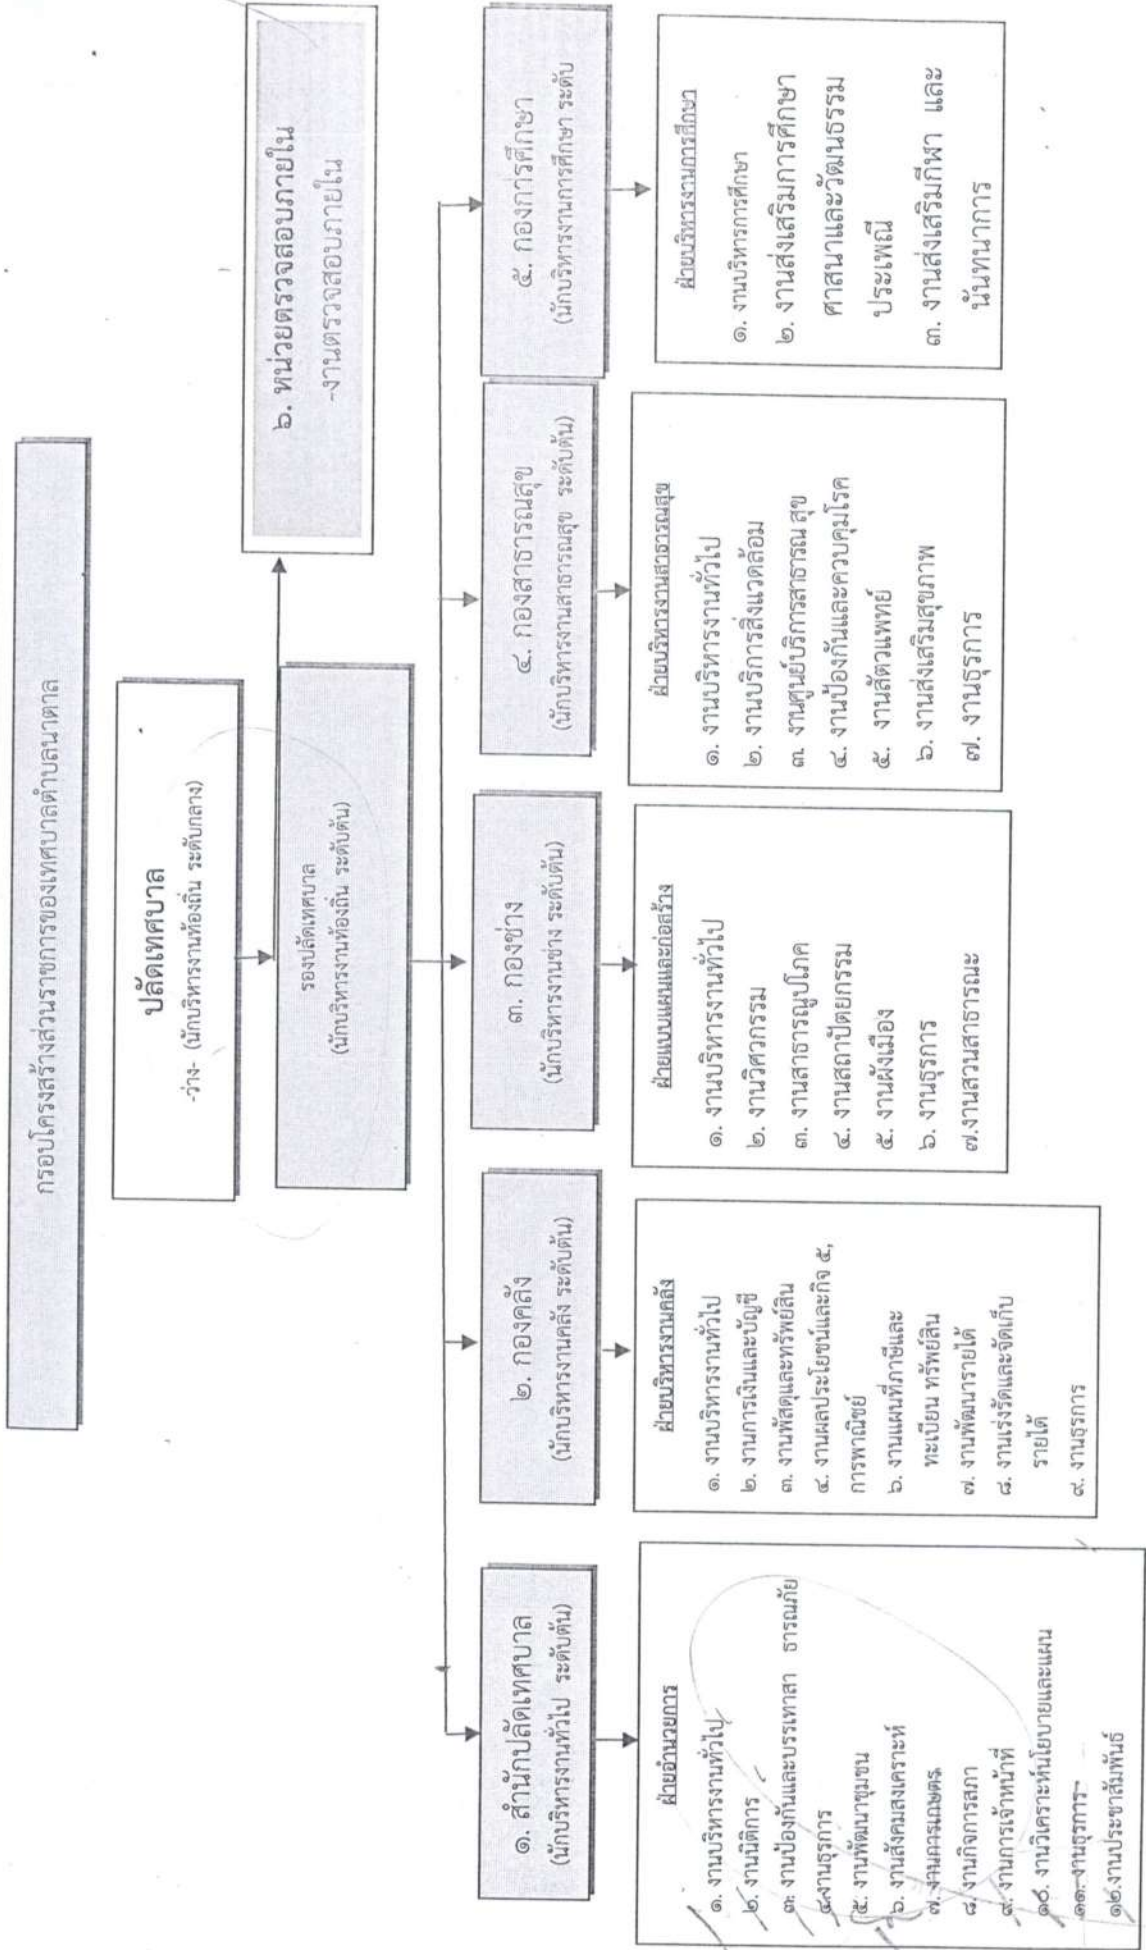 กรอบโครงสร้างส่วนราชการของเทศบาลตำบลนาตาล
ปลัดเทศบาล
-ว่าง- (นักบริหารงานท้องถิ่น ระดับกลาง)
รองปลัดเทศบาล
(นักบริหารงานท้องถิ่น ระดับต้น)
๖. หน่วยตรวจสอบภายใน
-งานตรวจสอบภายใน
๑. สำนักปลัดเทศบาล
(นักบริหารงานทั่วไป ระดับต้น)
ฝ่ายอำนวยการ
๑. งานบริหารงานทั่วไป
๒. งานนิติการ
๓. งานป้องกันและบรรเทาสา ธารณภัย
๔.งานธุรการ
๕. งานพัฒนาชุมชน
๖. งานสังคมสงเคราะห์
๗. งานการเกษตร
๘. งานกิจการสภา
๙. งานการเจ้าหน้าที่
๑๐. งานวิเคราะห์นโยบายและแผน
๑๑. งานธุรการ
๑๒.งานประชาสัมพันธ์
๒. กองคลัง
(นักบริหารงานคลัง ระดับต้น)
ฝ่ายบริหารงานคลัง
๑. งานบริหารงานทั่วไป
๒. งานการเงินและบัญชี
๓. งานพัสดุและทรัพย์สิน
๔. งานผลประโยชน์และกิจ ๕.
การพาณิชย์
๖. งานแผนที่ภาษีและ
ทะเบียน ทรัพย์สิน
๗. งานพัฒนารายได้
๘. งานเร่งรัดและจัดเก็บ
รายได้
๙. งานธุรการ
๓. กองช่าง
(นักบริหารงานช่าง ระดับต้น)
ฝ่ายแบบแผนและก่อสร้าง
๑. งานบริหารงานทั่วไป
๒. งานวิศวกรรม
๓. งานสาธารณูปโภค
๔. งานสถาปัตยกรรม
๕. งานผังเมือง
๖. งานธุรการ
๗.งานสวนสาธารณะ
๔. กองสาธารณสุข
(นักบริหารงานสาธารณสุข ระดับต้น)
ฝ่ายบริหารงานสาธารณสุข
๑. งานบริหารงานทั่วไป
๒. งานบริการสิ่งแวดล้อม
๓. งานศูนย์บริการสาธารณ สุข
๔. งานป้องกันและควบคุมโรค
๕. งานสัตวแพทย์
๖. งานส่งเสริมสุขภาพ
๗. งานธุรการ
๕. กองการศึกษา
(นักบริหารงานการศึกษา ระดับ
ฝ่ายบริหารงานการศึกษา
๑. งานบริหารการศึกษา
๒. งานส่งเสริมการศึกษา
ศาสนาและวัฒนธรรม
ประเพณี
๓. งานส่งเสริมกีฬา และ
นันทนาการ